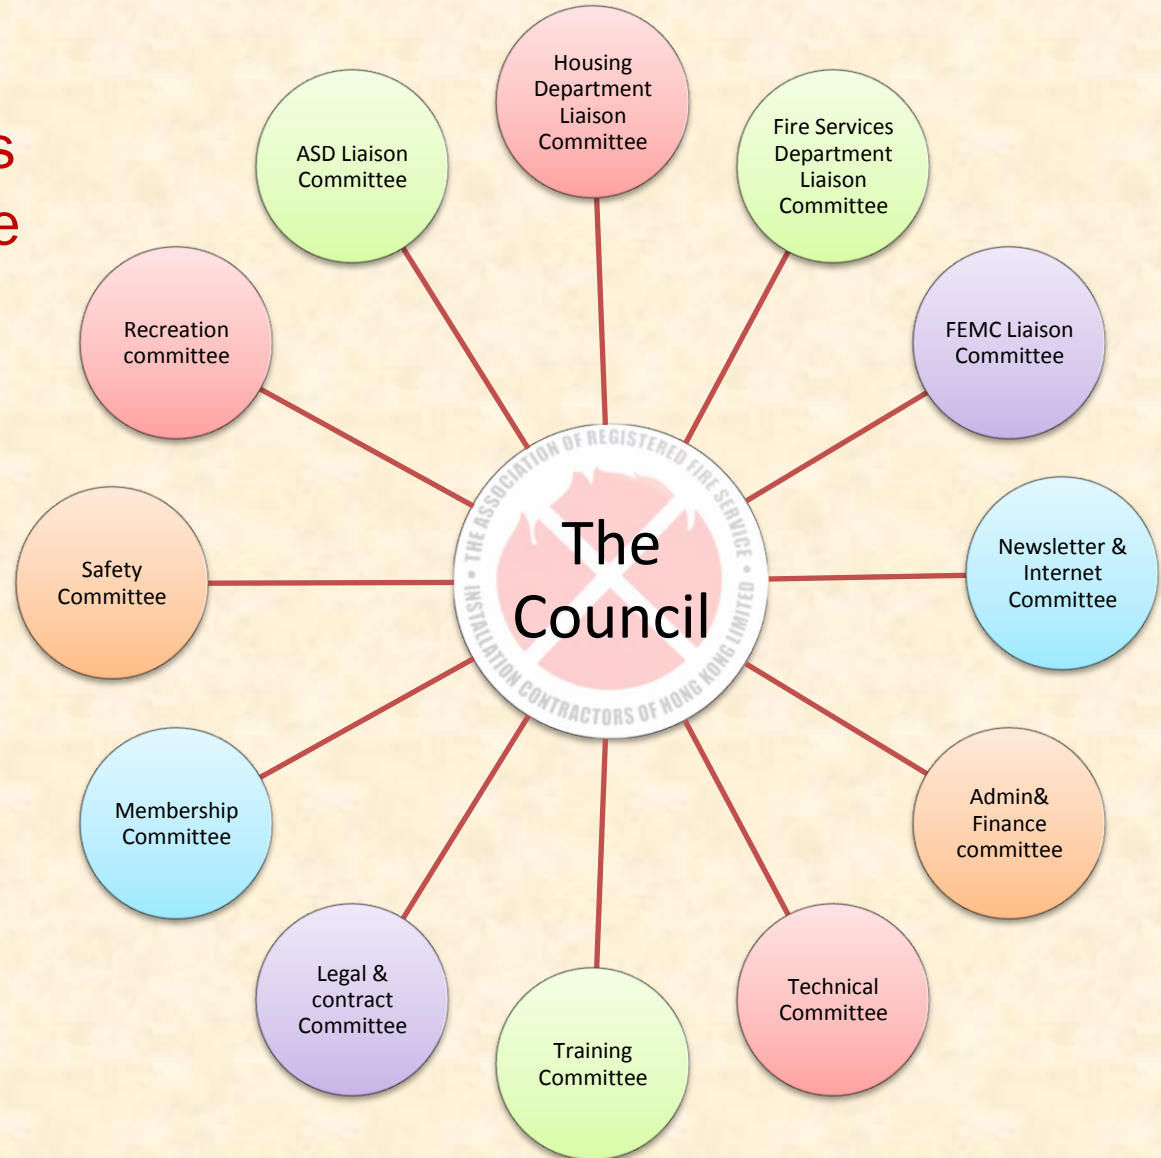 s
e
Housing
Department
Liaison
Committee
Fire Services
Department
Liaison
Committee
FEMC Liaison
Committee
Newsletter &
Internet
Committee
Admin&
Finance
committee
Technical
Committee
Training
Committee
Legal &
contract
Committee
Membership
Committee
Safety
Committee
Recreation
committee
ASD Liaison
Committee
THE ASSOCIATION OF REGISTERED FIRE SERVICE
INSTALLATION CONTRACTORS OF HONG KONG LIMITED
The
Council